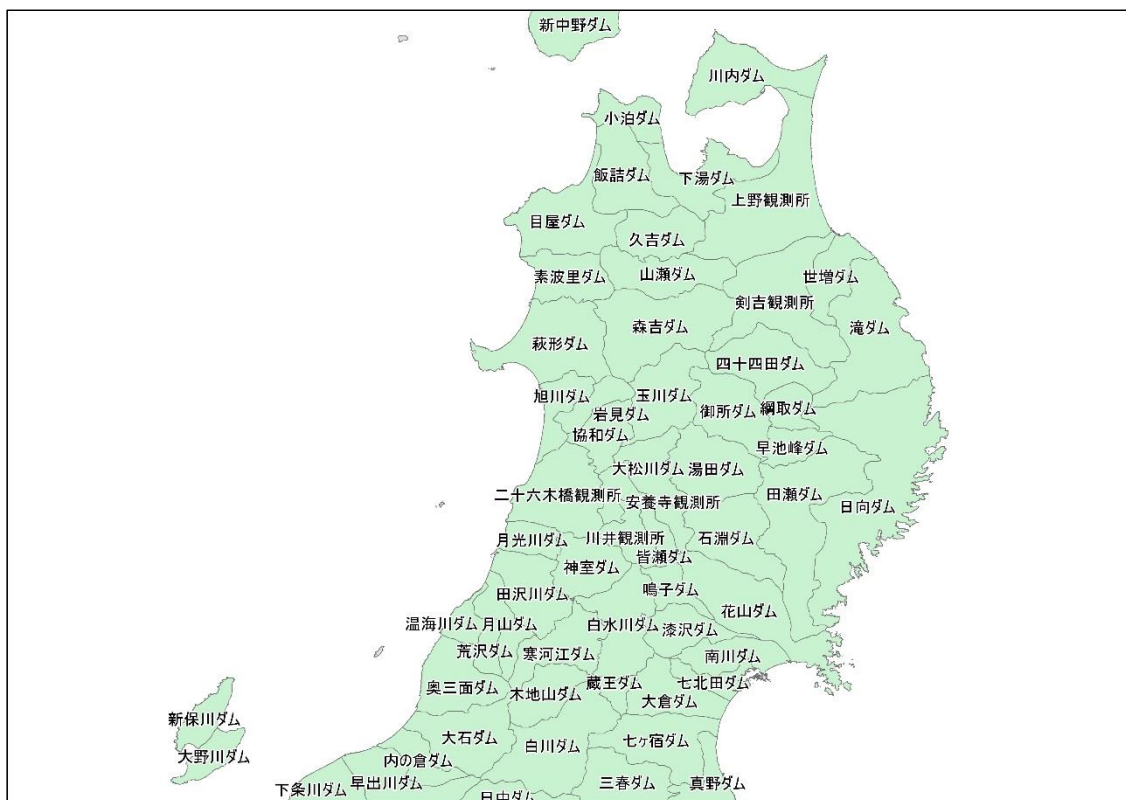 新中野ダム
川内ダム
小泊ダム
飯詰ダム
下湯ダム
上野観測所
目屋ダム
久吉ダム
素波里ダム
山瀬ダム
世増ダム
剣吉観測所
滝ダム
森吉ダム
萩形ダム
四十四田ダム
旭川ダム
玉川ダム
岩見ダム
御所ダム
綱取ダム
協和ダム
早池峰ダム
大松川ダム
湯田ダム
二十六木橋観測所
安養寺観測所
田瀬ダム
日向ダム
月光川ダム
川井観測所
石淵ダム
皆瀬ダム
神室ダム
田沢川ダム
鳴子ダム
花山ダム
温海川ダム
月山ダム
白水川ダム
漆沢ダム
荒沢ダム
寒河江ダム
南川ダム
奥三面ダム
木地山ダム
蔵王ダム
七北田ダム
大倉ダム
新保川ダム
大石ダム
白川ダム
七ヶ宿ダム
大野川ダム
内の倉ダム
下条川ダム
早出川ダム
日中ダム
三春ダム
真野ダム